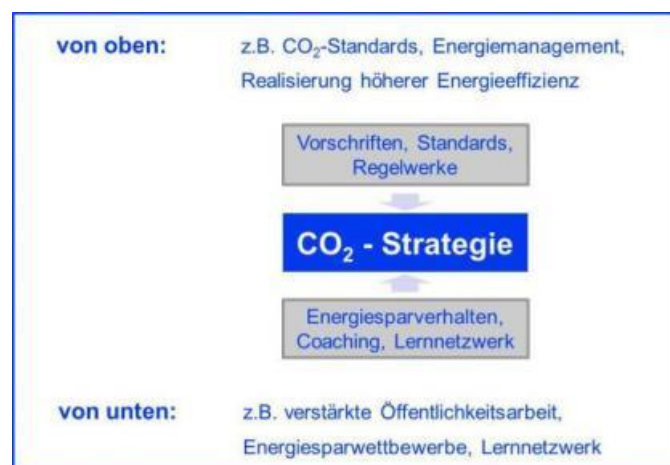 von oben: z.B. CO₂-Standards, Energiemanagement,
Realisierung höherer Energieeffizienz
Vorschriften, Standards,
Regelwerke
CO₂ - Strategie
Energiesparverhalten,
Coaching, Lernnetzwerk
von unten: z.B. verstärkte Öffentlichkeitsarbeit,
Energiesparwettbewerbe, Lernnetzwerk